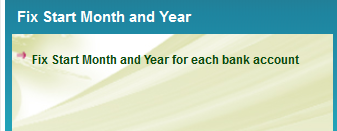 Fix Start Month and Year
Fix Start Month and Year for each bank account